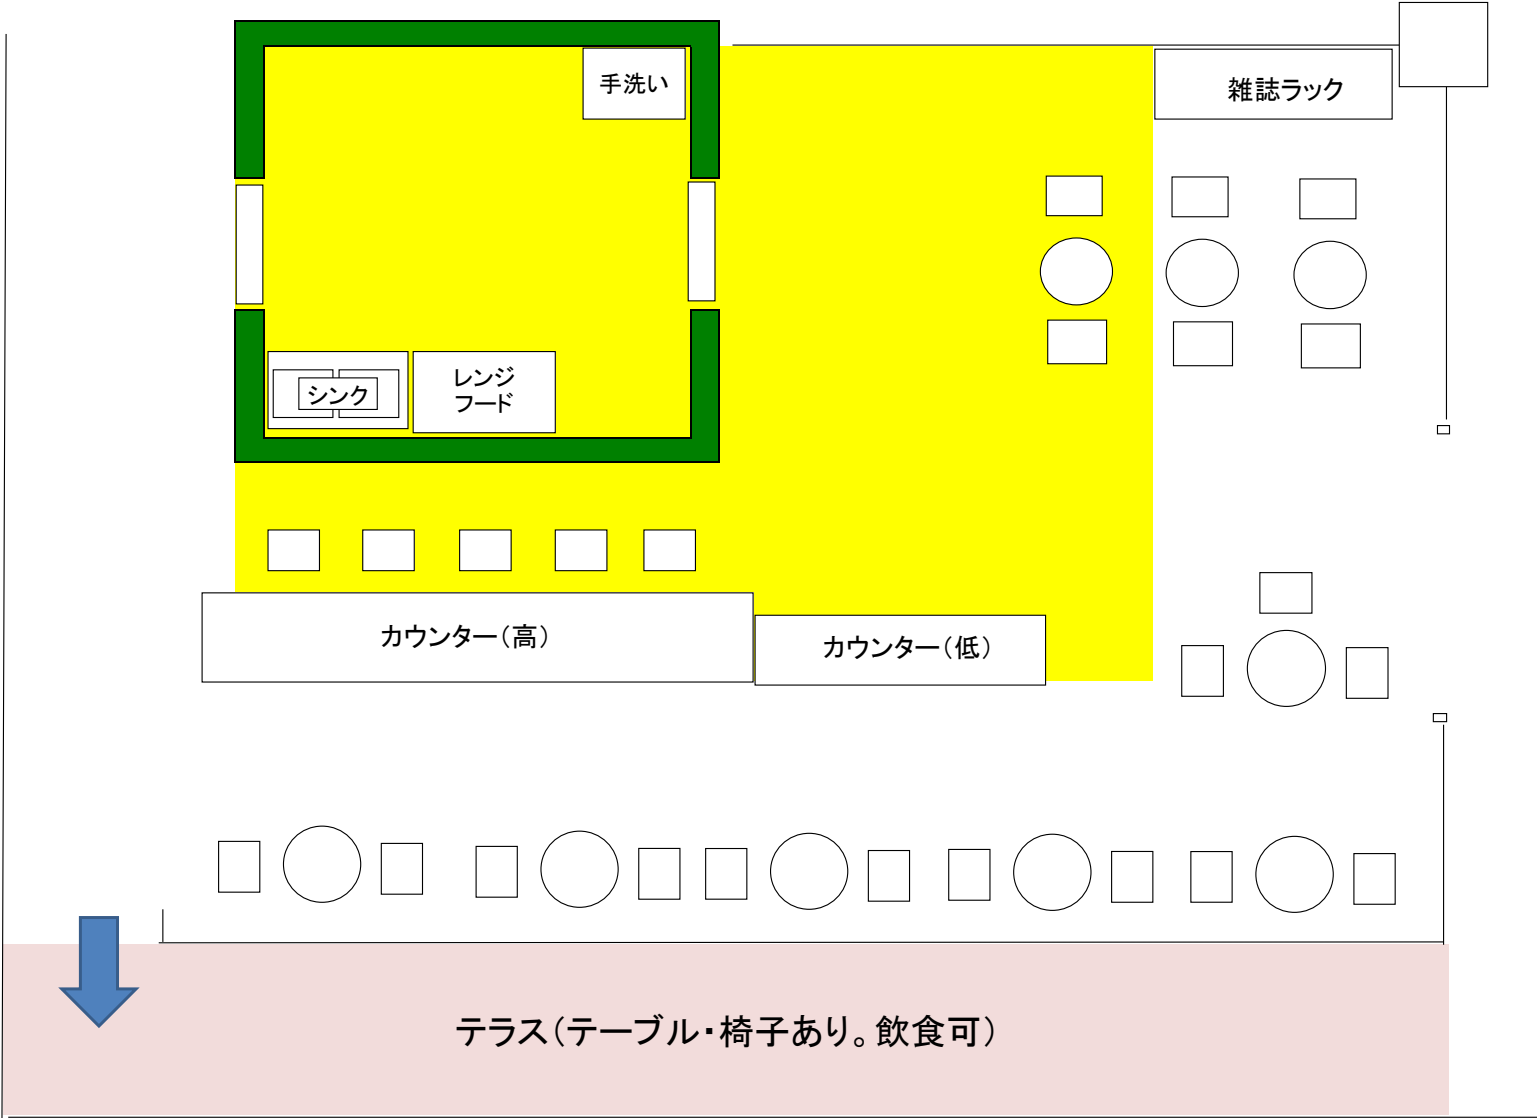 手洗い
雑誌ラック
シンク
レンジ
フード
カウンター（高）
カウンター（低）
テラス（テーブル・椅子あり。飲食可）